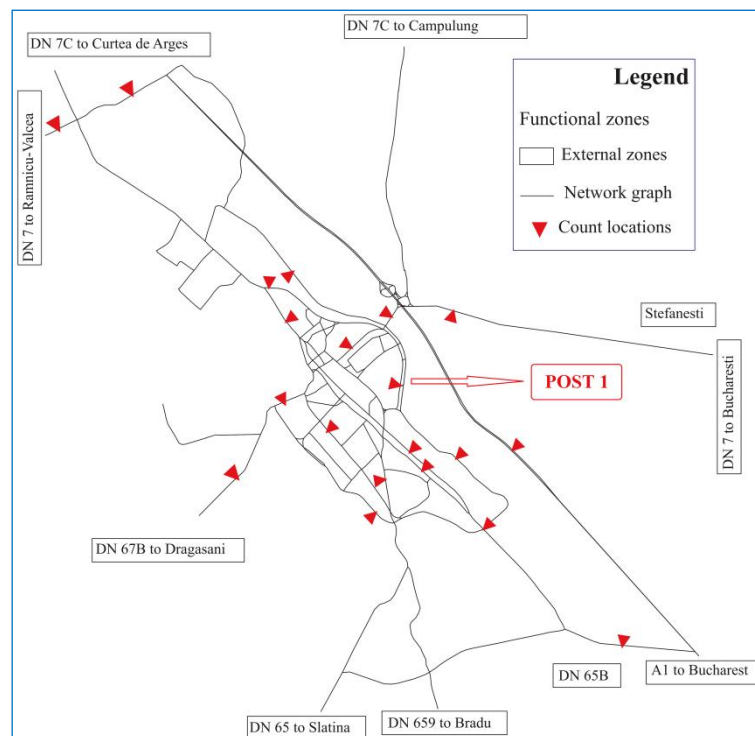 DN 7C to Campulung
DN 7C to Curtea de Arges
Legend
Functional zones
External zones
Network graph
Count locations
DN 7 to Ramnicu-Valcea
Stefanesti
POST 1
DN 7 to Bucharesti
DN 67B to Dragasani
DN 65B
A1 to Bucharest
DN 65 to Slatina
DN 659 to Bradu